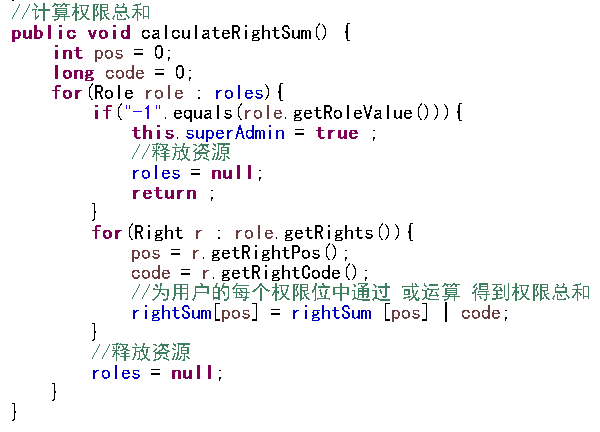 //计算权限总和
public void calculateRightSum() {
    int pos = 0;
    long code = 0;
    for(Role role : roles){
        if("-1".equals(role.getRoleValue())){
            this.superAdmin = true ;
            //释放资源
            roles = null;
            return ;
        }
        for(Right r : role.getRights()){
            pos = r.getRightPos();
            code = r.getRightCode();
            //为用户的每个权限位中通过 或运算 得到权限总和
            rightSum[pos] = rightSum [pos] | code;
        }
        //释放资源
        roles = null;
    }
}